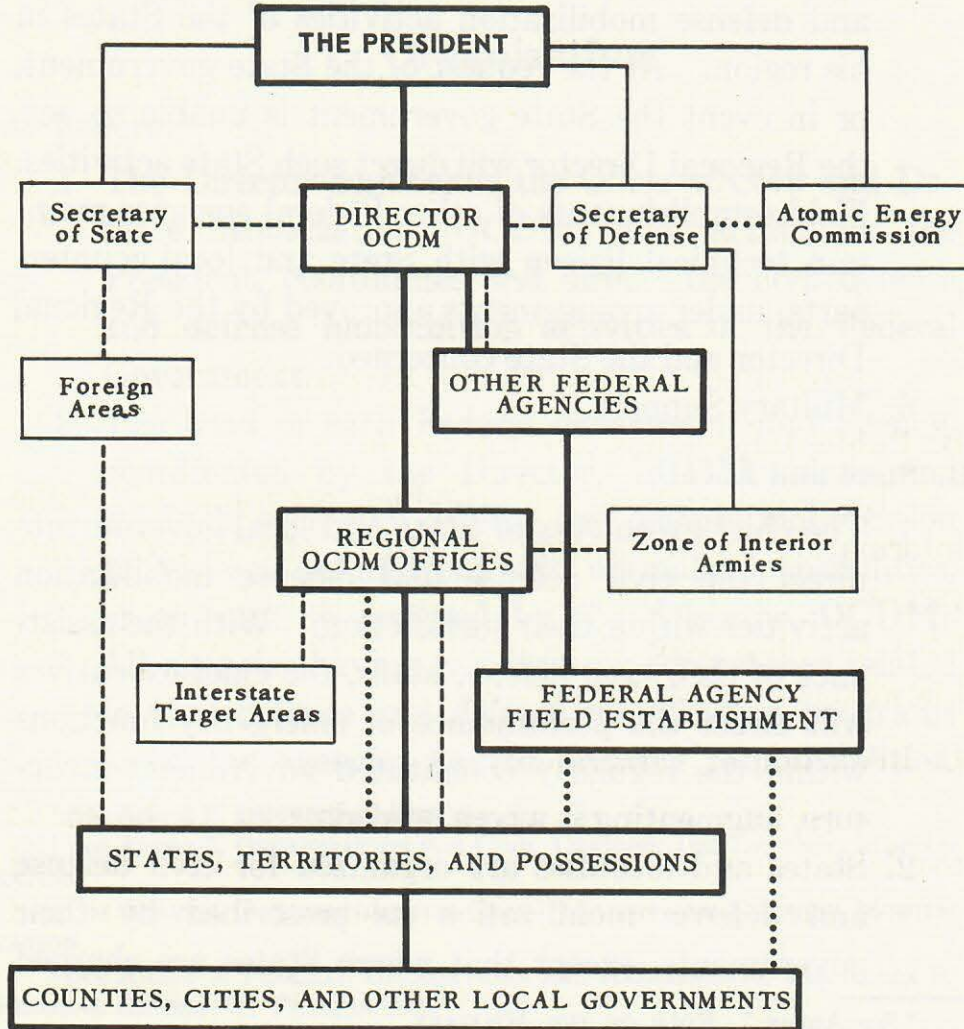 THE PRESIDENT
Secretary
of State
DIRECTOR
OCDM
Secretary
of Defense
Atomic Energy
Commission
Foreign
Areas
OTHER FEDERAL
AGENCIES
REGIONAL
OCDM OFFICES
Zone of Interior
Armies
Interstate
Target Areas
FEDERAL AGENCY
FIELD ESTABLISHMENT
STATES, TERRITORIES, AND POSSESSIONS
COUNTIES, CITIES, AND OTHER LOCAL GOVERNMENTS